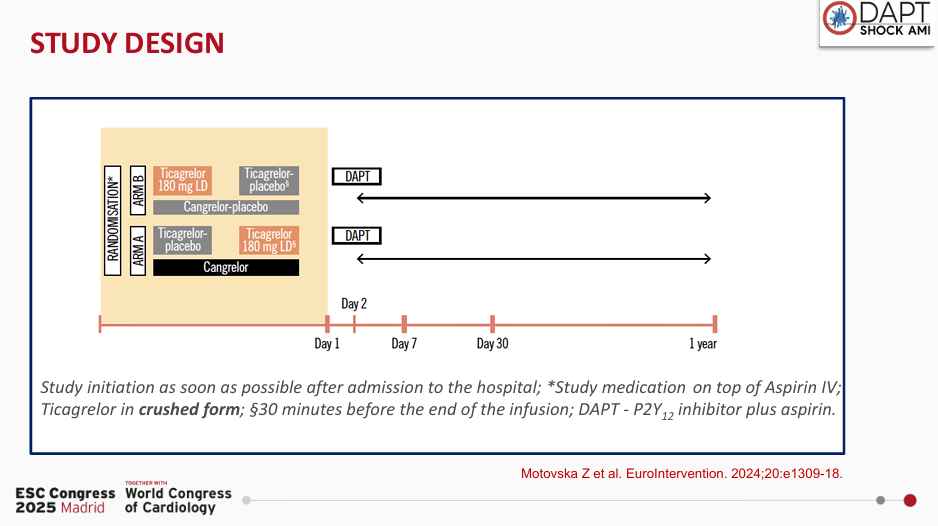 DAPT
SHOCK AMI
STUDY DESIGN
RANDOMISATION*
ARM B
Ticagrelor
180 mg LD
Ticagrelor-
placebo§
Cangrelor-placebo
DAPT
ARM A
Ticagrelor-
placebo
Ticagrelor
180 mg LD§
Cangrelor
DAPT
Day 2
Day 1
Day 7
Day 30
1 year
Study initiation as soon as possible after admission to the hospital; *Study medication on top of Aspirin IV;
Ticagrelor in crushed form; §30 minutes before the end of the infusion; DAPT - P2Y12 inhibitor plus aspirin.
Motovska Z et al. EuroIntervention. 2024;20:e1309-18.
ESC Congress
2025 Madrid
TOGETHER WITH
World Congress
of Cardiology